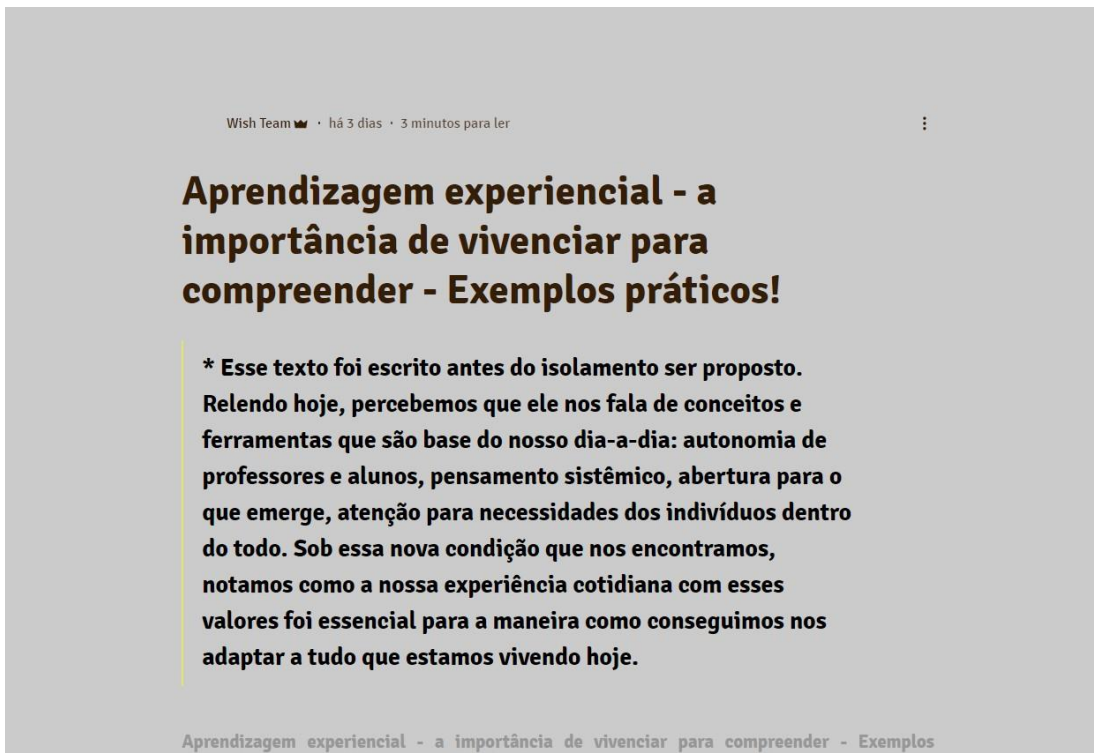 Wish Team · há 3 dias · 3 minutos para ler
Aprendizagem experiencial - a
importância de vivenciar para
compreender - Exemplos práticos!
* Esse texto foi escrito antes do isolamento ser proposto.
Relendo hoje, percebemos que ele nos fala de conceitos e
ferramentas que são base do nosso dia-a-dia: autonomia de
professores e alunos, pensamento sistêmico, abertura para o
que emerge, atenção para necessidades dos indivíduos dentro
do todo. Sob essa nova condição que nos encontramos,
notamos como a nossa experiência cotidiana com esses
valores foi essencial para a maneira como conseguimos nos
adaptar a tudo que estamos vivendo hoje.
Aprendizagem experiencial - a importância de vivenciar para compreender - Exemplos